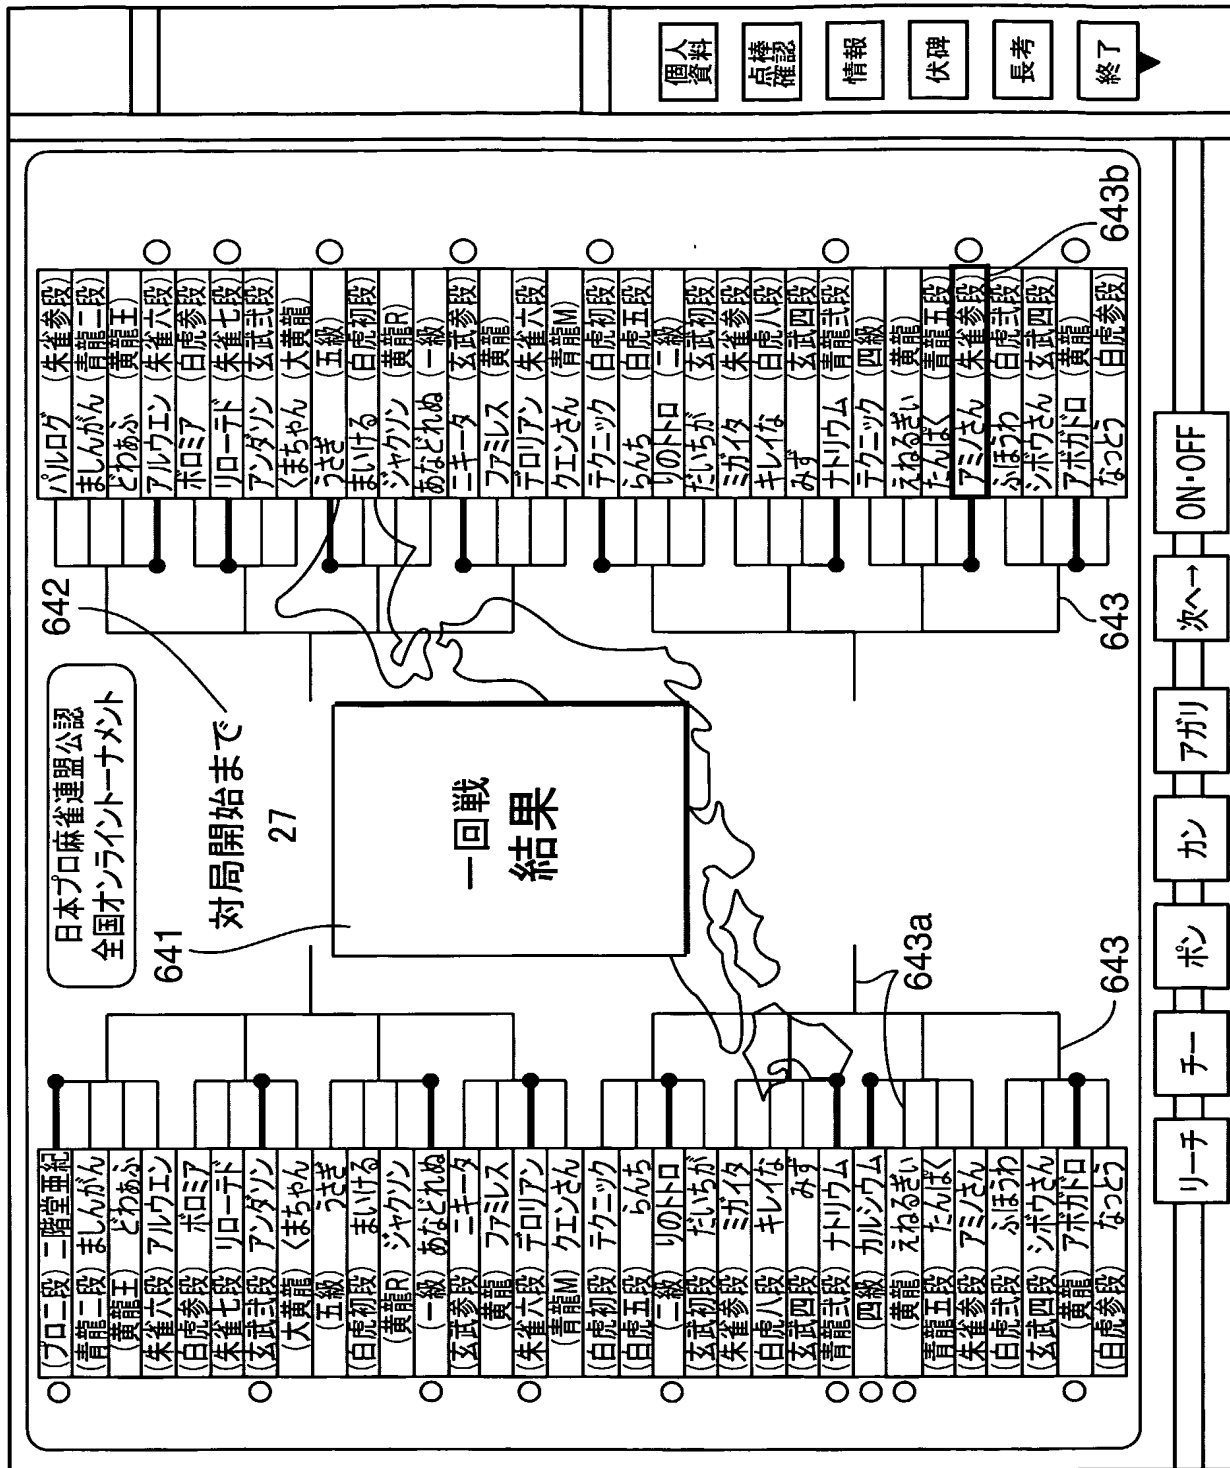 日本プロ麻雀連盟公認
全国オンライントーナメント
642
対局開始まで
27
641
一回戦
結果
643a
643
643
643b
(プロ二段) 二階堂亜紀
(青龍二段) ましんがん
(黄龍王) どわぁふ
(朱雀六段) アルウエン
(白虎参段) ボロミア
(朱雀七段) リローテド
(玄武弐段) アンダソン
(大黄龍) くまちゃん
(五級) うさぎ
(白虎初段) まいける
(黄龍R) ジャクソン
(一級) あなどれぬ
(玄武参段) ニキータ
(黄龍) ファミレス
(朱雀六段) デロリアン
(青龍M) クエンさん
(白虎初段) テクニック
(白虎五段) らんち
(二級) りのトトロ
(玄武初段) だいちが
(朱雀参段) ミガイタ
(白虎八段) キレイな
(玄武四段) みず
(青龍弐段) ナトリウム
(四級) カルシウム
(黄龍) えねるぎい
(青龍五段) たんぱく
(朱雀参段) アミノさん
(白虎弐段) ふほうわ
(玄武四段) シボウさん
(黄龍) アボガドロ
(白虎参段) なっとう
パルログ (朱雀参段)
ましんがん (青龍二段)
どわぁふ (黄龍王)
アルウエン (朱雀六段)
ボロミア (白虎参段)
リローデド (朱雀七段)
アンダソン (玄武弐段)
くまちゃん (大黄龍)
うさぎ (五級)
まいける (白虎初段)
ジャクソン (黄龍R)
あなどれぬ (一級)
ニキータ (玄武参段)
ファミレス (黄龍)
デロリアン (朱雀六段)
クエンさん (青龍M)
テクニック (白虎初段)
らんち (白虎五段)
りのトトロ (二級)
だいちが (玄武初段)
ミガイタ (朱雀参段)
キレイな (白虎八段)
みず (玄武四段)
ナトリウム (青龍弐段)
テクニック (四級)
えねるぎい (黄龍)
たんぱく (青龍五段)
アミノさん (朱雀参段)
ふほうわ (白虎弐段)
シボウさん (玄武四段)
アボガドロ (黄龍)
なっとう (白虎参段)
個人
資料
点棒
確認
情報
伏碑
長考
終了
リーチ
チー
ポン
カン
アガリ
次へ→
ON・OFF